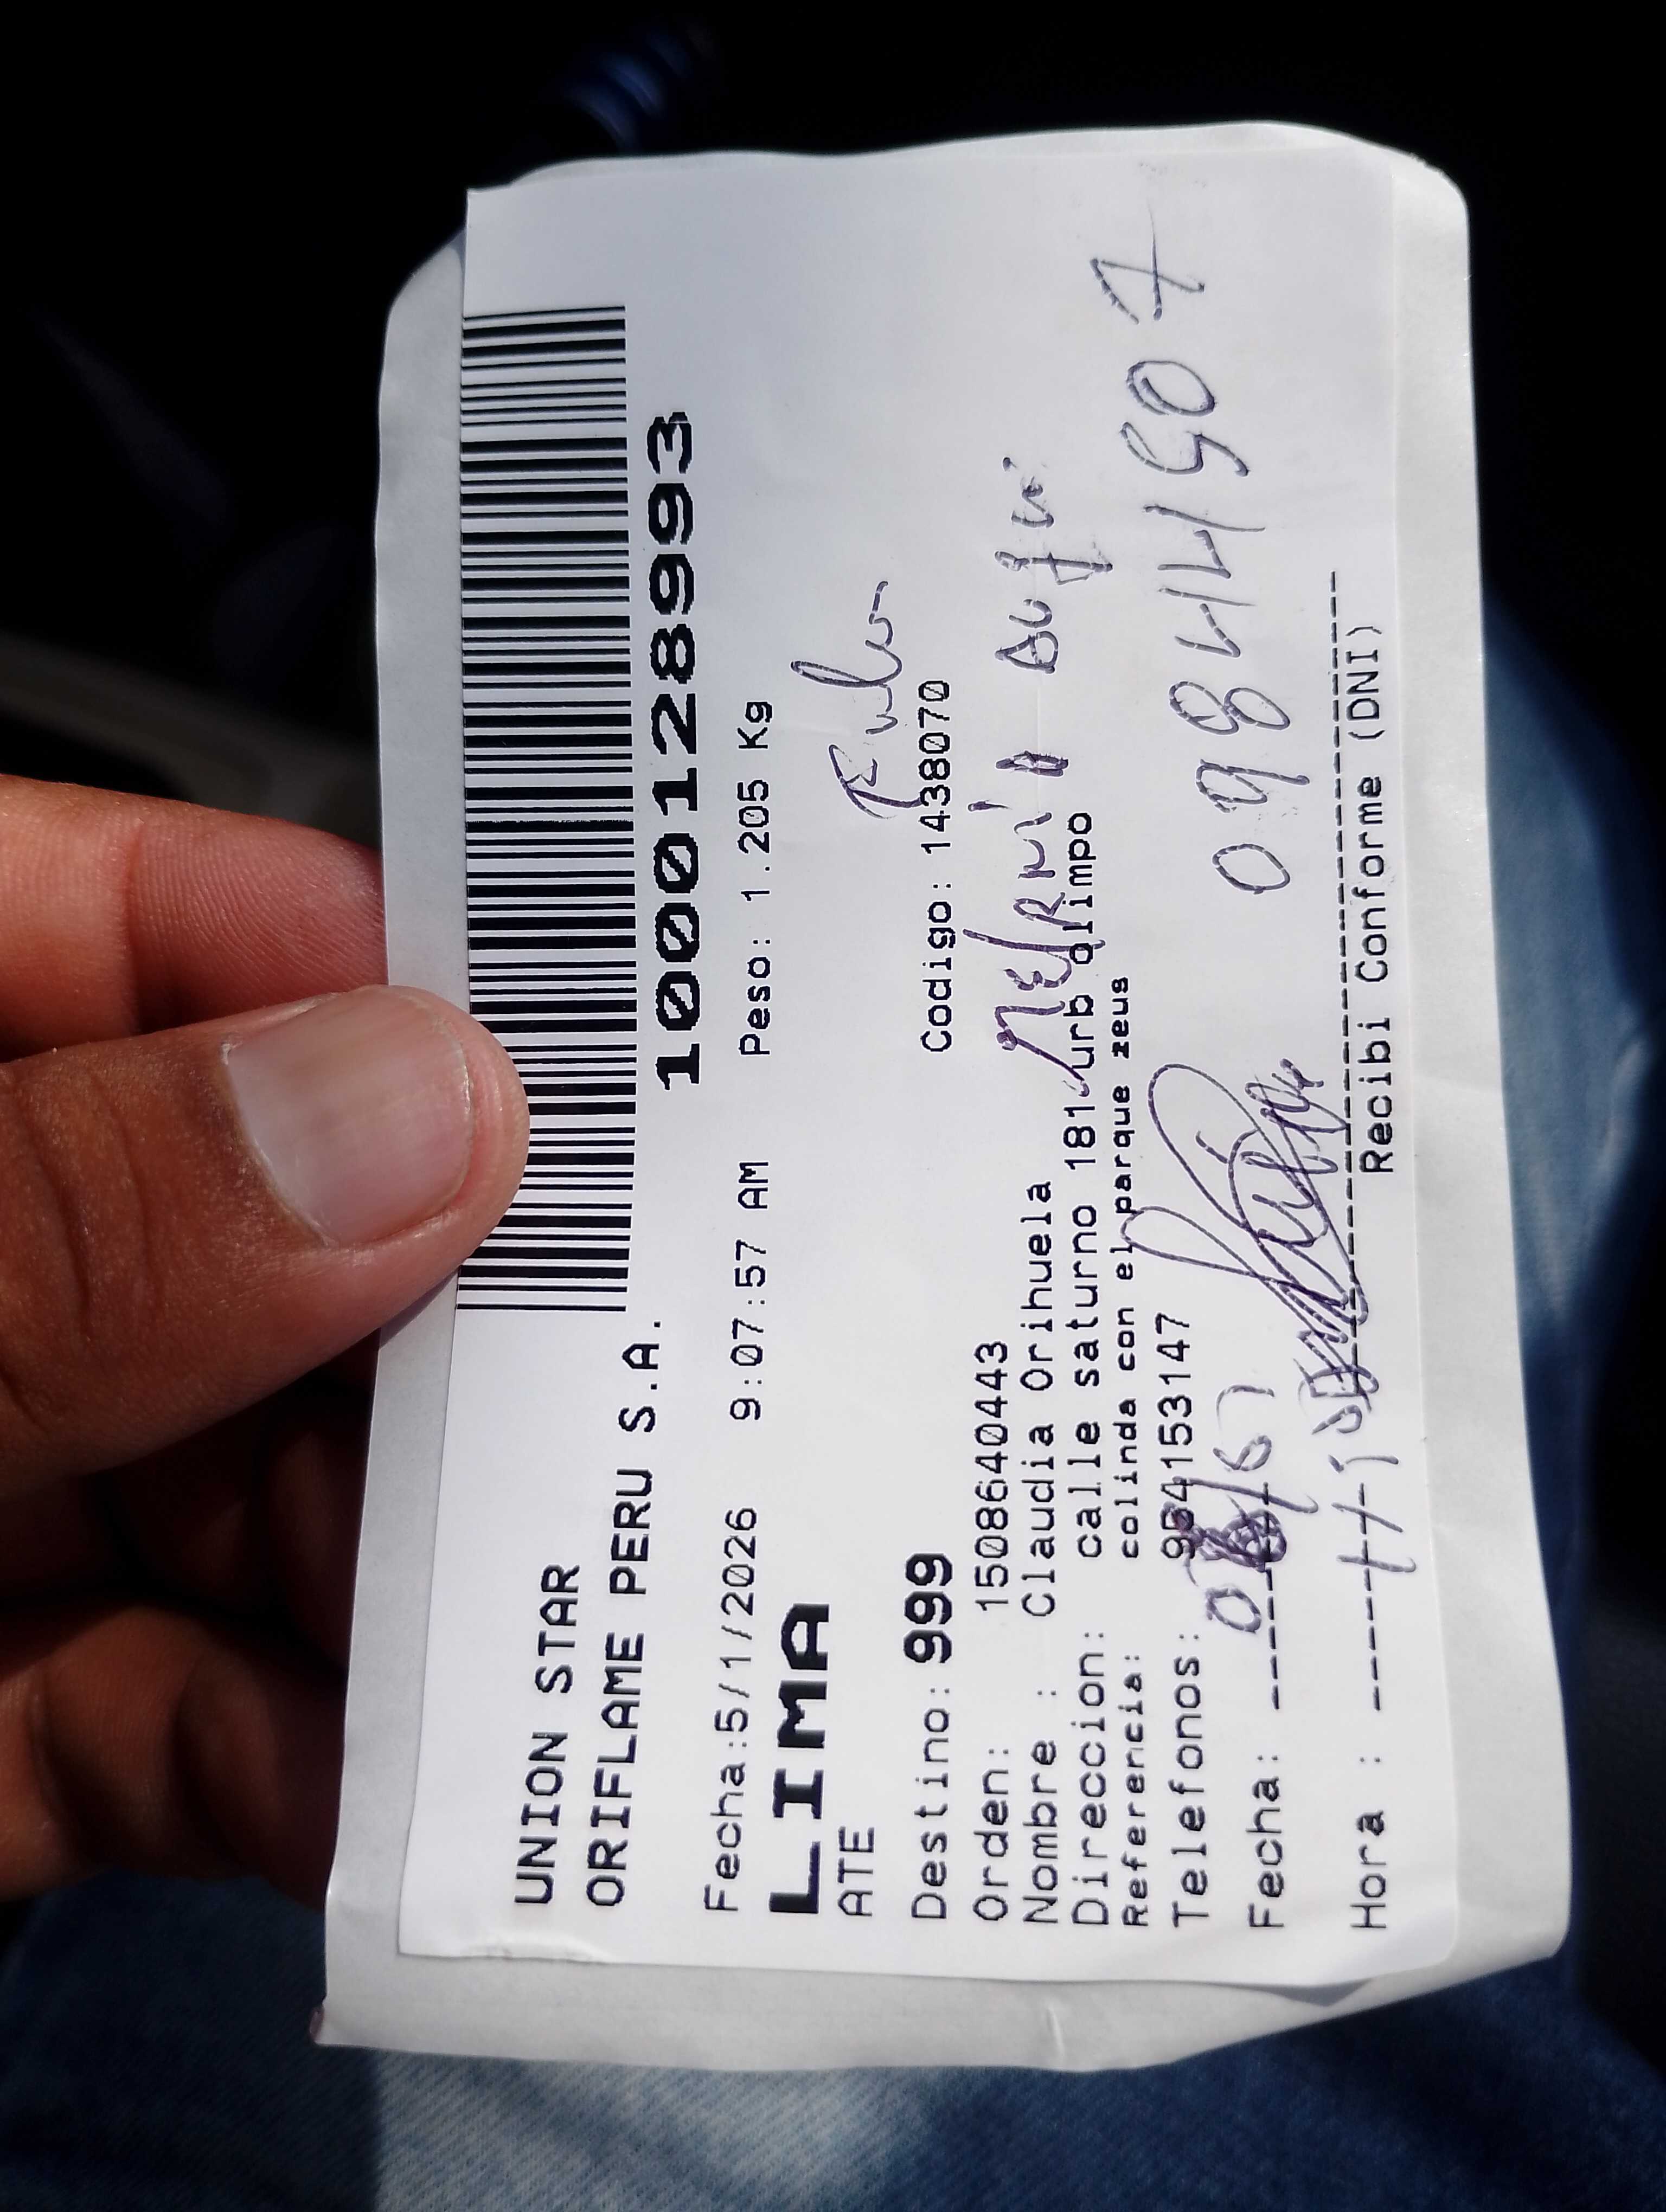 UNION STAR
ORIFLAME PERU S.A.
1000128993
Fecha:5/1/2026 9:07:57 AM Peso: 1.205 Kg
LIMA
ATE
Destino: 999 Codigo: 1438070
Orden: 1508640443
Nombre : Claudia Orihuela
Direccion: calle saturno 181 urb olimpo
Referencia: colinda con el parque zeus
Telefonos: 954153147
09844507
Fecha:
Hora :
Recibi Conforme (DNI)